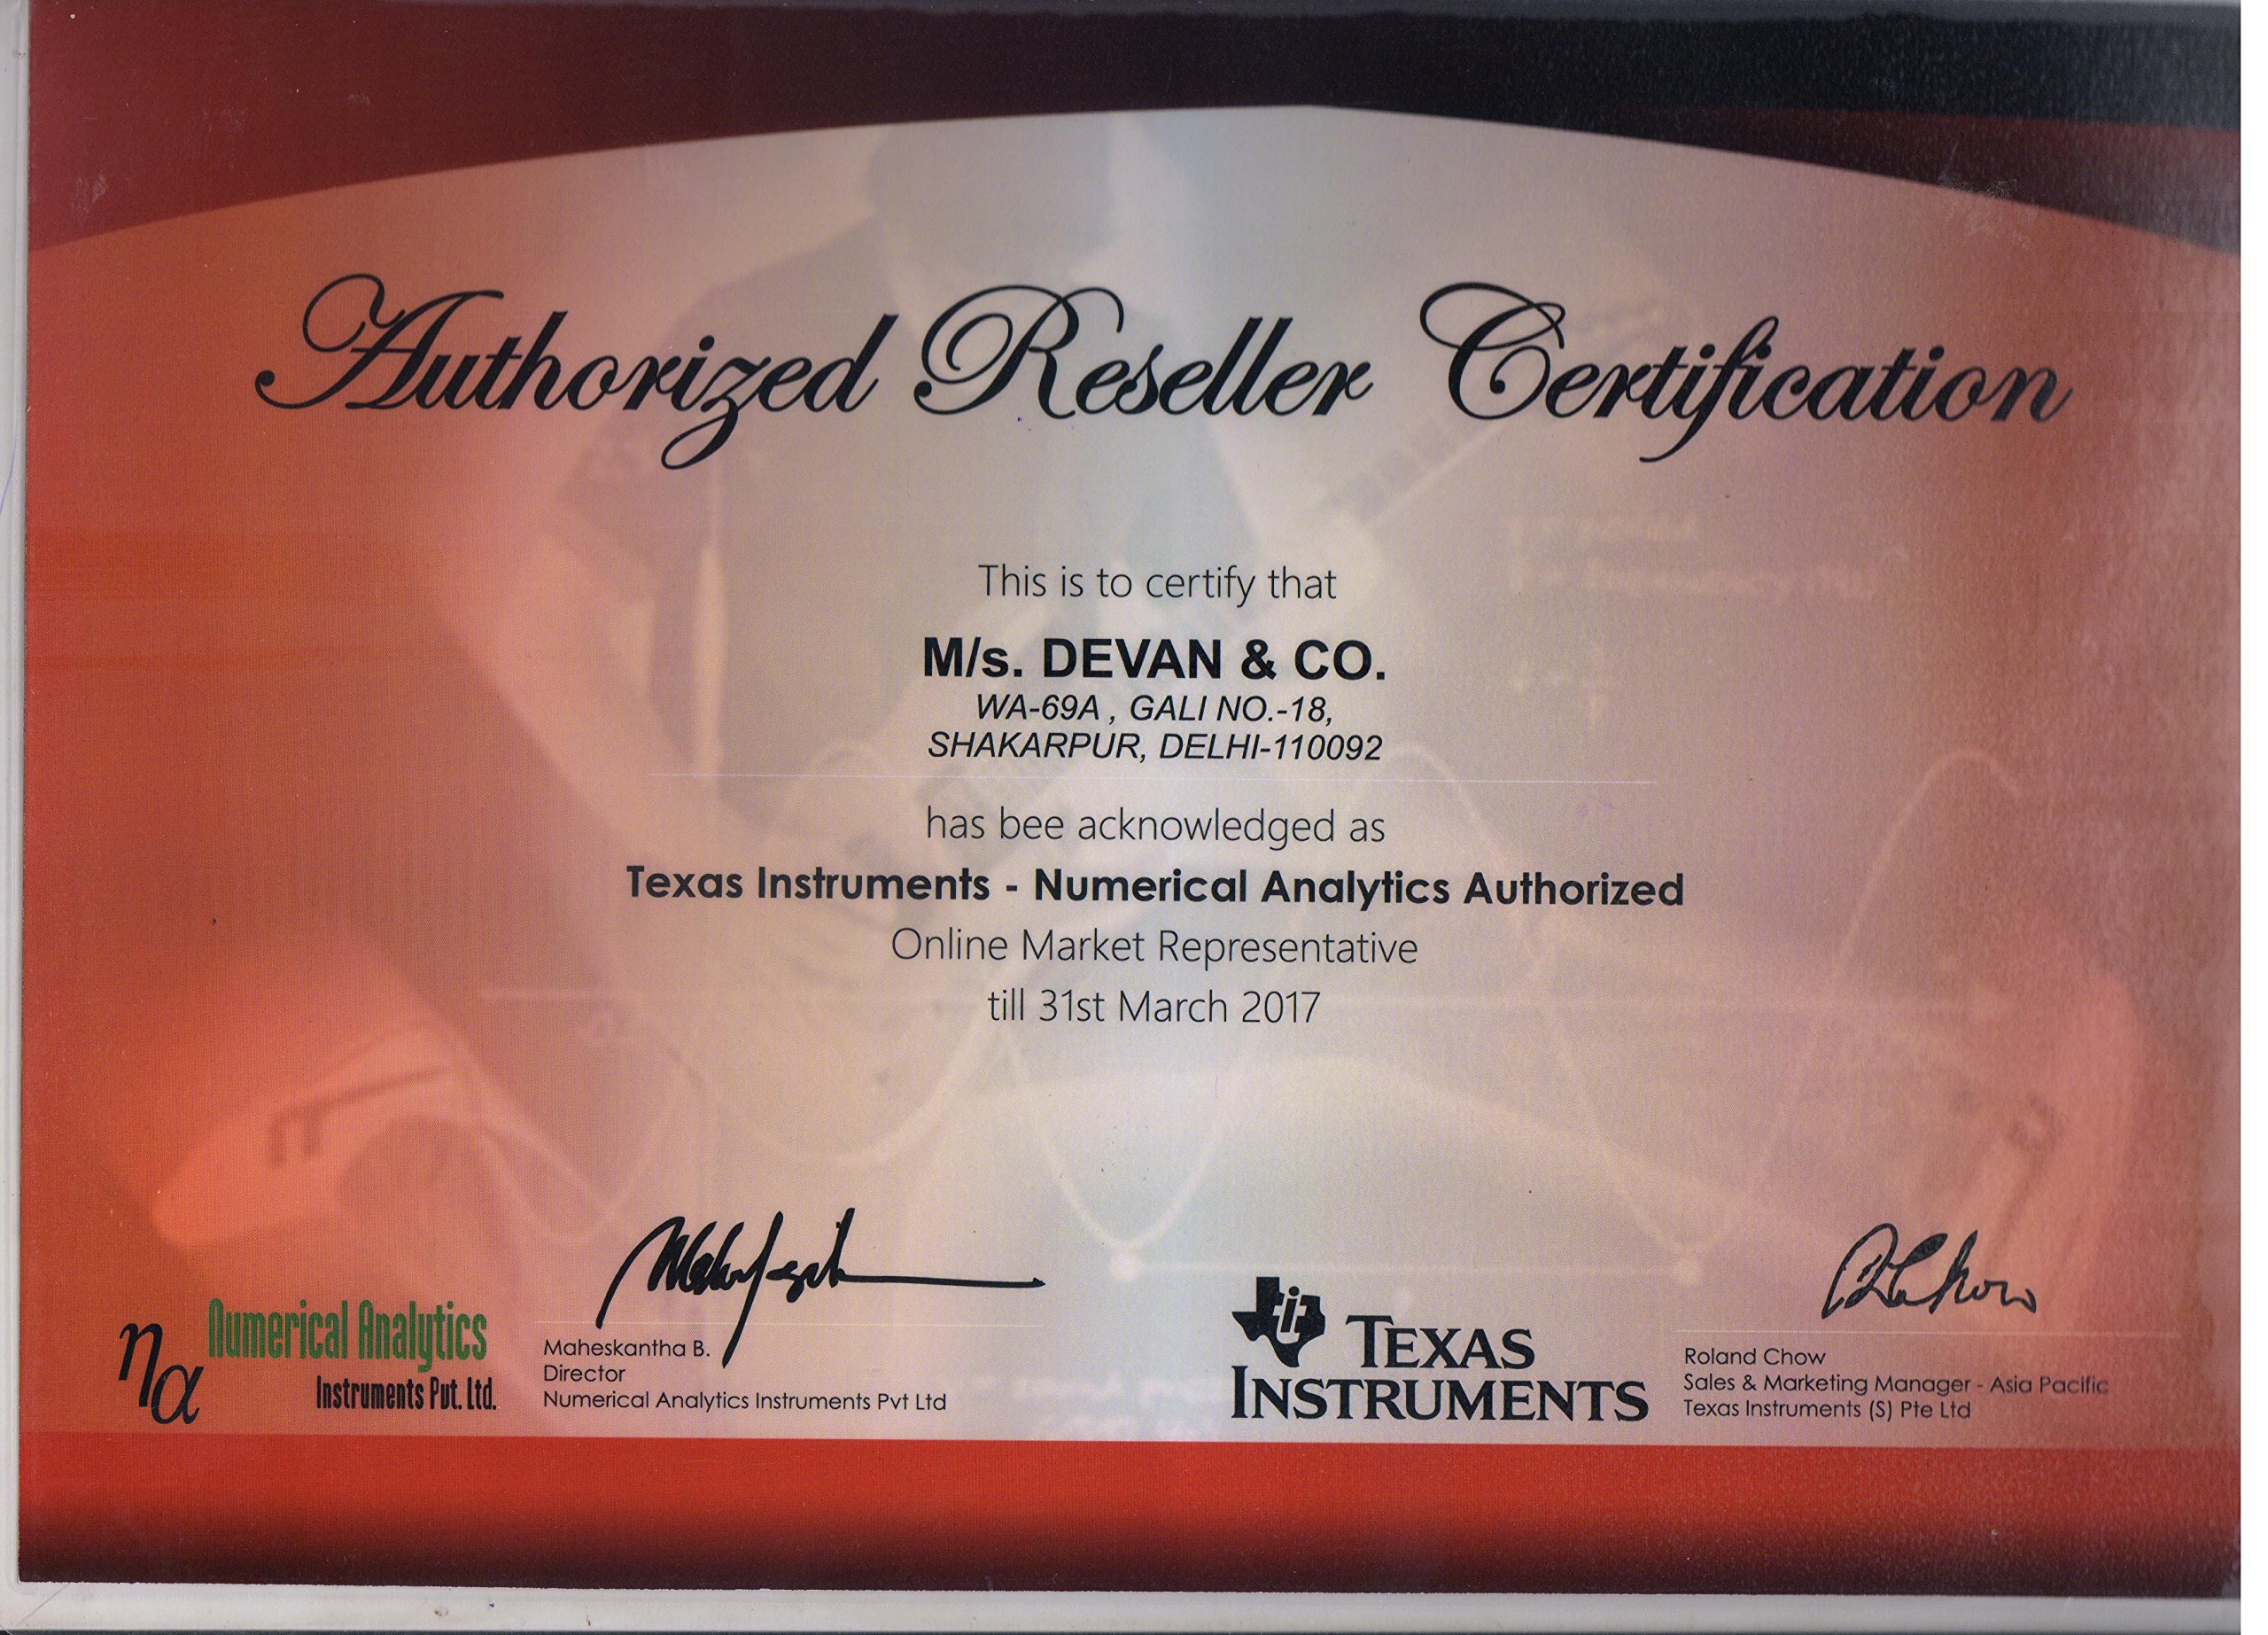 Authorized Reseller Certification
This is to certify that
M/s. DEVAN & CO.
WA-69A , GALI NO.-18,
SHAKARPUR, DELHI-110092
has bee acknowledged as
Texas Instruments - Numerical Analytics Authorized
Online Market Representative
till 31st March 2017
ηα Numerical Analytics
Instruments Pvt. Ltd.
Maheskantha B.
Director
Numerical Analytics Instruments Pvt Ltd
TEXAS
INSTRUMENTS
Roland Chow
Sales & Marketing Manager - Asia Pacific
Texas Instruments (S) Pte Ltd